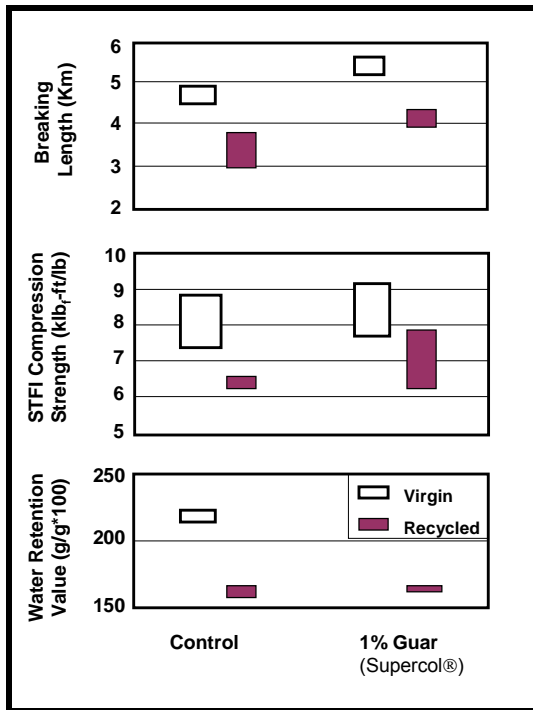 Breaking
Length (Km)
6
5
4
3
2
STFI Compression
Strength (klbf-ft/lb)
10
9
8
7
6
5
Water Retention
Value (g/g*100)
250
200
150
Virgin
Recycled
Control
1% Guar
(Supercol®)